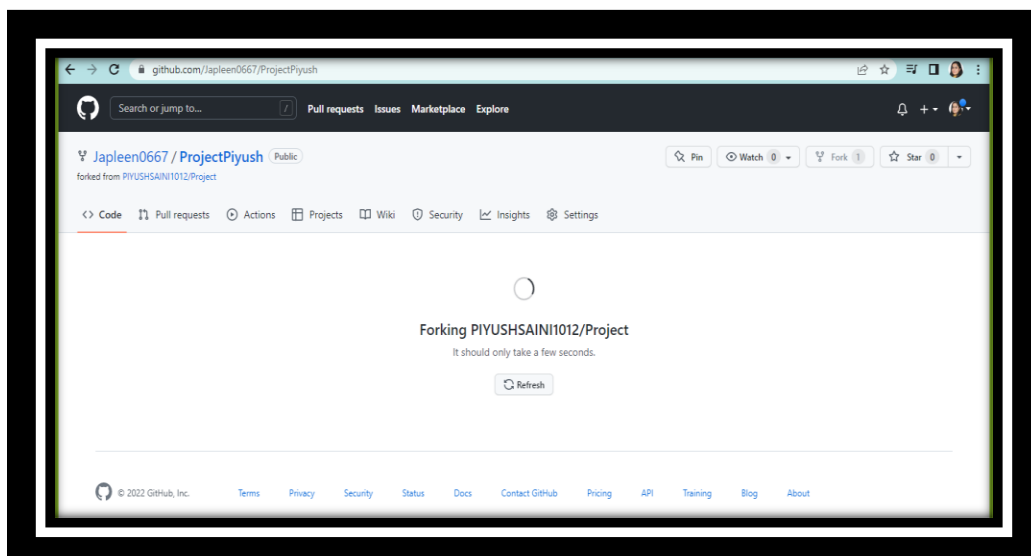 github.com/Japleen0667/ProjectPiyush
Search or jump to... / Pull requests Issues Marketplace Explore
Japleen0667 / ProjectPiyush Public
Pin Watch 0 Fork 1 Star 0
forked from PIYUSHSAINI1012/Project
<> Code Pull requests Actions Projects Wiki Security Insights Settings
Forking PIYUSHSAINI1012/Project
It should only take a few seconds.
Refresh
© 2022 GitHub, Inc. Terms Privacy Security Status Docs Contact GitHub Pricing API Training Blog About